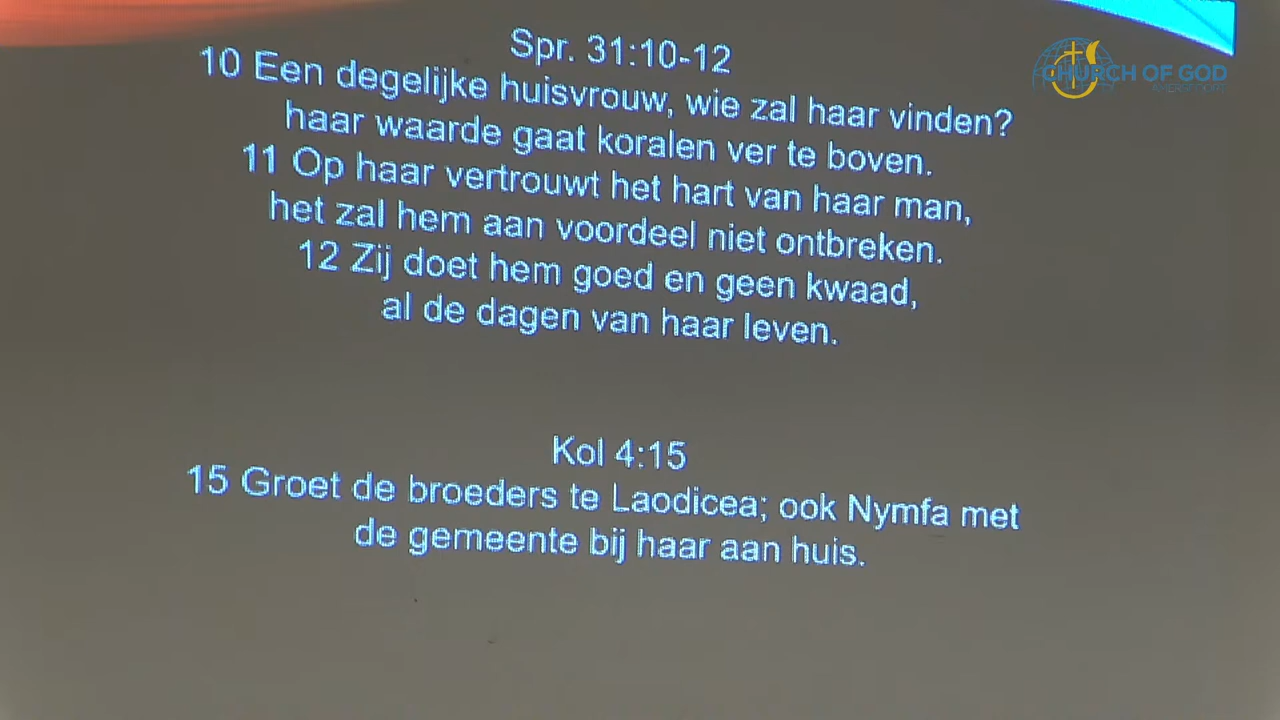 Spr. 31:10-12
10 Een degelijke huisvrouw, wie zal haar vinden?
haar waarde gaat koralen ver te boven.
11 Op haar vertrouwt het hart van haar man,
het zal hem aan voordeel niet ontbreken.
12 Zij doet hem goed en geen kwaad,
al de dagen van haar leven.
Kol 4:15
15 Groet de broeders te Laodicea; ook Nymfa met
de gemeente bij haar aan huis.
CHURCH OF GOD
AMERSFOORT